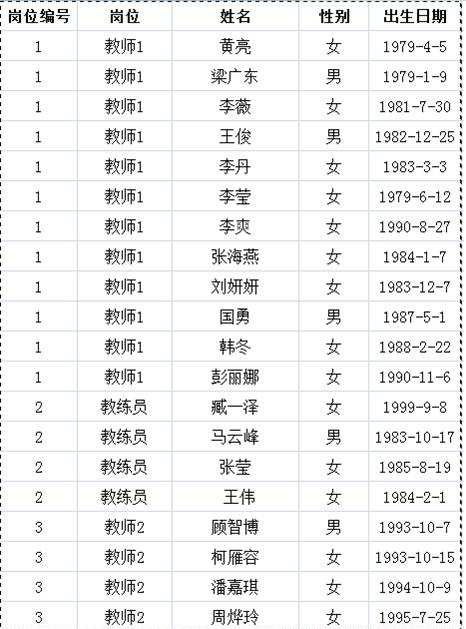 岗位编号 岗位 姓名 性别 出生日期
1 教师1 黄亮 女 1979-4-5
1 教师1 梁广东 男 1979-1-9
1 教师1 李薇 女 1981-7-30
1 教师1 王俊 男 1982-12-25
1 教师1 李丹 女 1983-3-3
1 教师1 李莹 女 1979-6-12
1 教师1 李爽 女 1990-8-27
1 教师1 张海燕 女 1984-1-7
1 教师1 刘妍妍 女 1983-12-7
1 教师1 国勇 男 1987-5-1
1 教师1 韩冬 女 1988-2-22
1 教师1 彭丽娜 女 1990-11-6
2 教练员 臧一泽 女 1999-9-8
2 教练员 马云峰 男 1983-10-17
2 教练员 张莹 女 1985-8-19
2 教练员 王伟 女 1984-2-1
3 教师2 顾智博 男 1993-10-7
3 教师2 柯雁容 女 1993-10-15
3 教师2 潘嘉琪 女 1994-10-9
3 教师2 周烨玲 女 1995-7-25